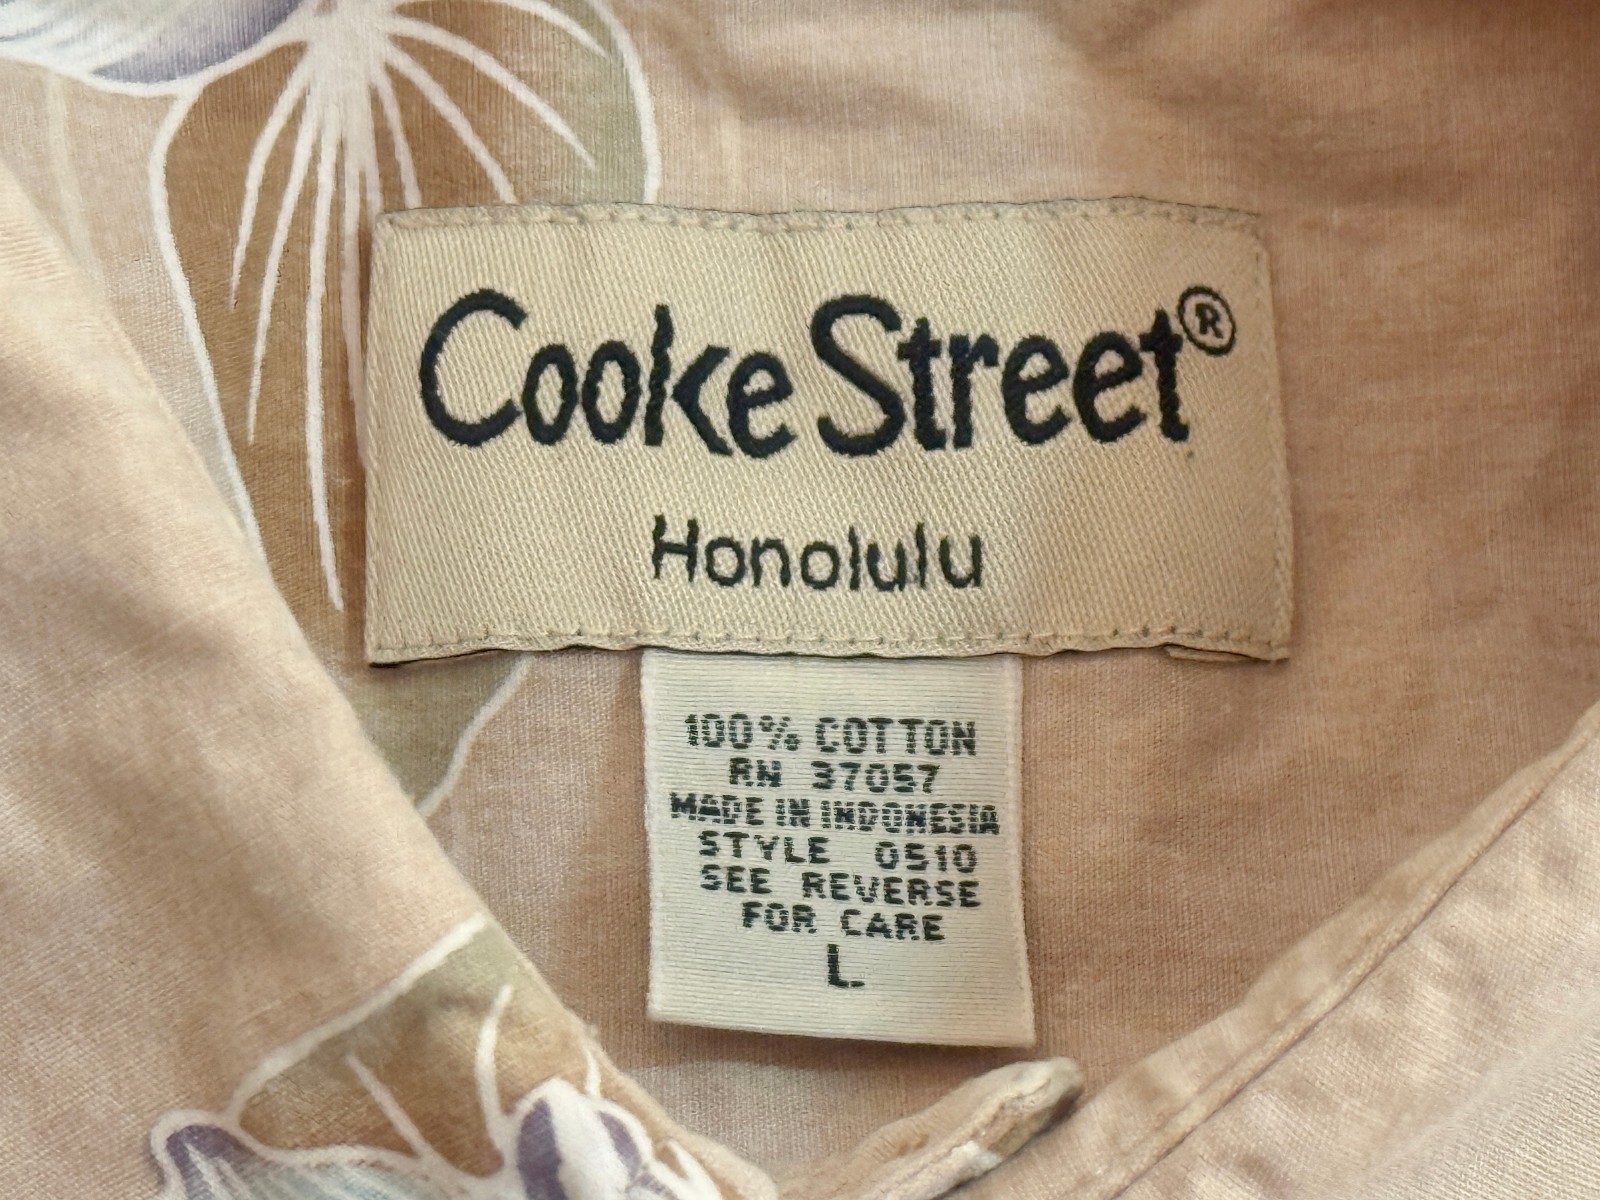 Cooke Street®
Honolulu
100% COTTON
RN 37057
MADE IN INDONESIA
STYLE 0510
SEE REVERSE
FOR CARE
L